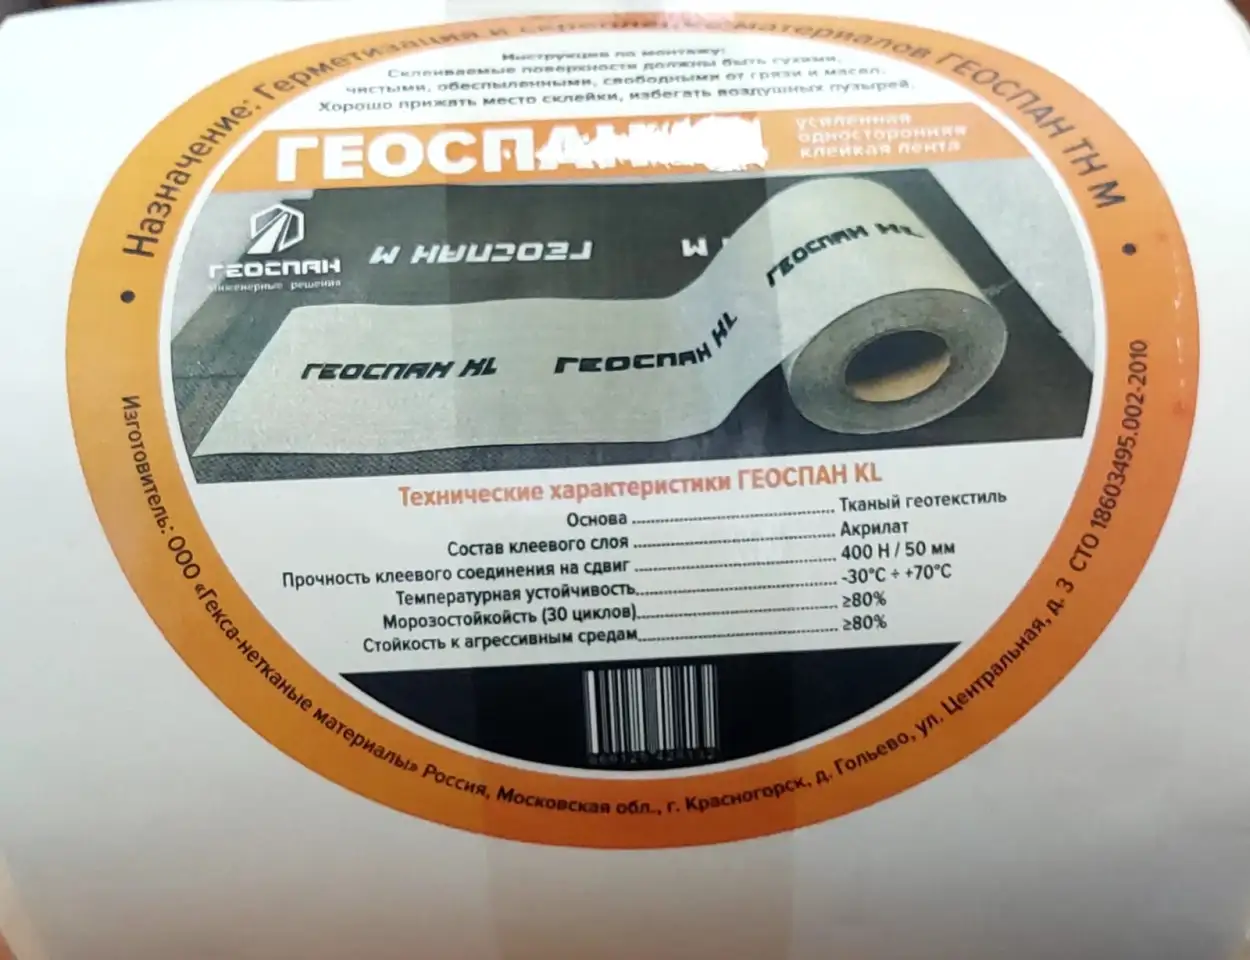 Назначение: Герметизация и скрепление материалов ГЕОСПАН ТН М
Инструкция по монтажу:
Склеиваемые поверхности должны быть сухими,
чистыми, обеспыленными, свободными от грязи и масел.
Хорошо прижать место склейки, избегать воздушных пузырей.
ГЕОСПАН
усиленная
односторонняя
клейкая лента
ГЕОСПАН
инженерные решения
ГЕОСПАН М
М
ГЕОСПАН KL
ГЕОСПАН KL
ГЕОСПАН KL
Технические характеристики ГЕОСПАН KL
Основа Тканый геотекстиль
Состав клеевого слоя Акрилат
Прочность клеевого соединения на сдвиг 400 Н / 50 мм
Температурная устойчивость -30°C ÷ +70°C
Морозостойкойсть (30 циклов) ≥80%
Стойкость к агрессивным средам ≥80%
Изготовитель: ООО «Гекса-нетканые материалы» Россия, Московская обл., г. Красногорск, д. Гольево, ул. Центральная, д. 3 СТО 18603495.002-2010